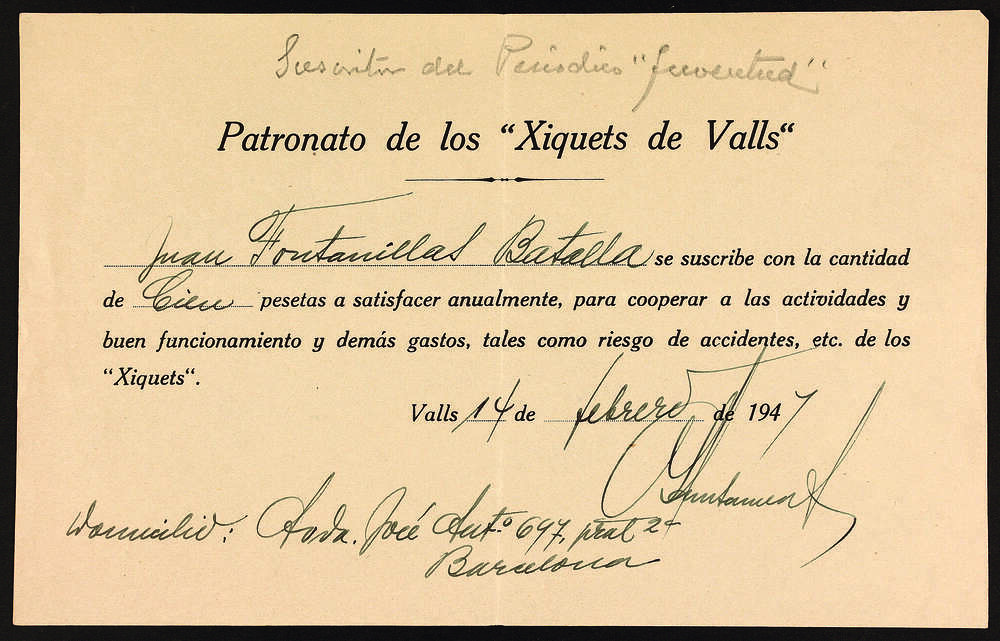 Suscritor del Periodico "Juventud"
Patronato de los “Xiquets de Valls“
Juan Fontanillas Batalla se suscribe con la cantidad
de Cien pesetas a satisfacer anualmente, para cooperar a las actividades y
buen funcionamiento y demás gastos, tales como riesgo de accidentes, etc. de los
“Xiquets“.
Valls 14 de febrero de 1947
Domicilio: Avda. José Antº 697, pral 2ª
Barcelona